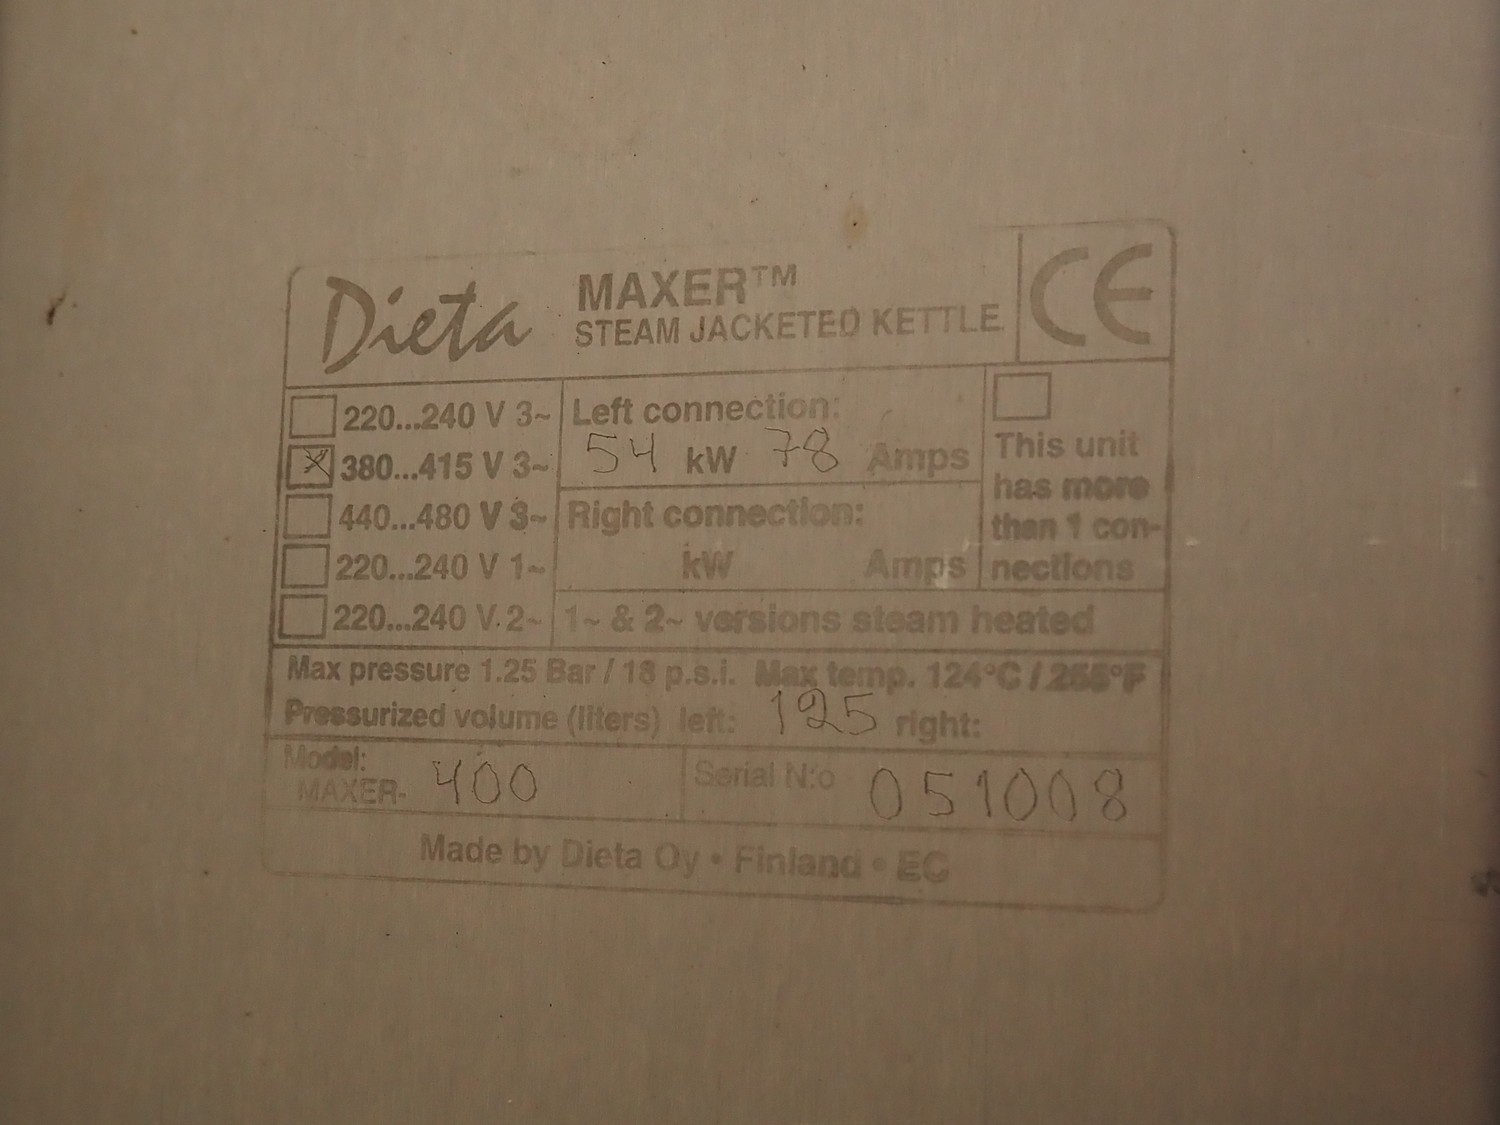 Dieta MAXER™
STEAM JACKETED KETTLE
CE
220...240 V 3~
380...415 V 3~
440...480 V 3~
220...240 V 1~
220...240 V 2~
Left connection:
54 kW 78 Amps
Right connection:
kW Amps
This unit
has more
than 1 con-
nections
1~ & 2~ versions steam heated
Max pressure 1.25 Bar / 18 p.s.i. Max temp. 124°C / 255°F
Pressurized volume (liters) left: 125 right:
Model:
MAXER- 400
Serial N:o 051008
Made by Dieta Oy • Finland • EC